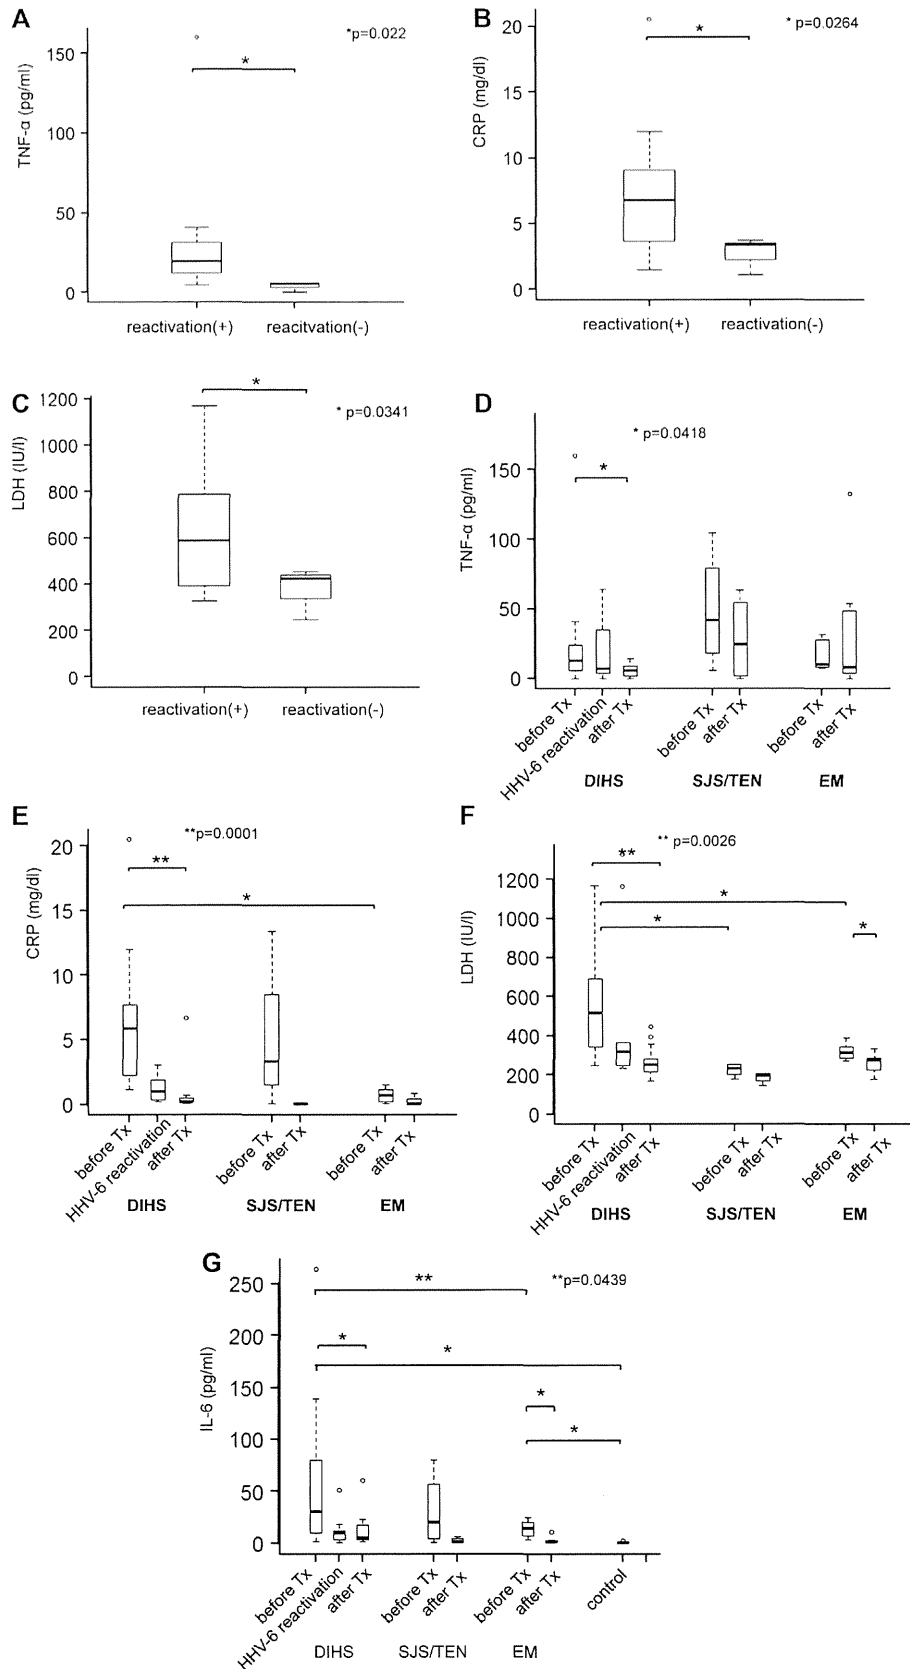 A
*p=0.022
*
TNF-α (pg/ml)
150
100
50
0
reactivation(+)
reacitvation(-)
B
* p=0.0264
*
CRP (mg/dl)
20
15
10
5
0
reactivation(+)
reactivation(-)
C
* p=0.0341
*
LDH (IU/l)
1200
1000
800
600
400
200
0
reactivation(+)
reactivation(-)
D
* p=0.0418
*
TNF-α (pg/ml)
150
100
50
0
before Tx
HHV-6 reactivation
after Tx
before Tx
after Tx
before Tx
after Tx
DIHS
SJS/TEN
EM
E
**p=0.0001
**
*
CRP (mg/dl)
20
15
10
5
0
before Tx
HHV-6 reactivation
after Tx
before Tx
after Tx
before Tx
after Tx
DIHS
SJS/TEN
EM
F
** p=0.0026
**
*
*
*
LDH (IU/l)
1200
1000
800
600
400
200
0
before Tx
HHV-6 reactivation
after Tx
before Tx
after Tx
before Tx
after Tx
DIHS
SJS/TEN
EM
G
**p=0.0439
**
*
*
*
*
IL-6 (pg/ml)
250
200
150
100
50
0
before Tx
HHV-6 reactivation
after Tx
before Tx
after Tx
before Tx
after Tx
control
DIHS
SJS/TEN
EM